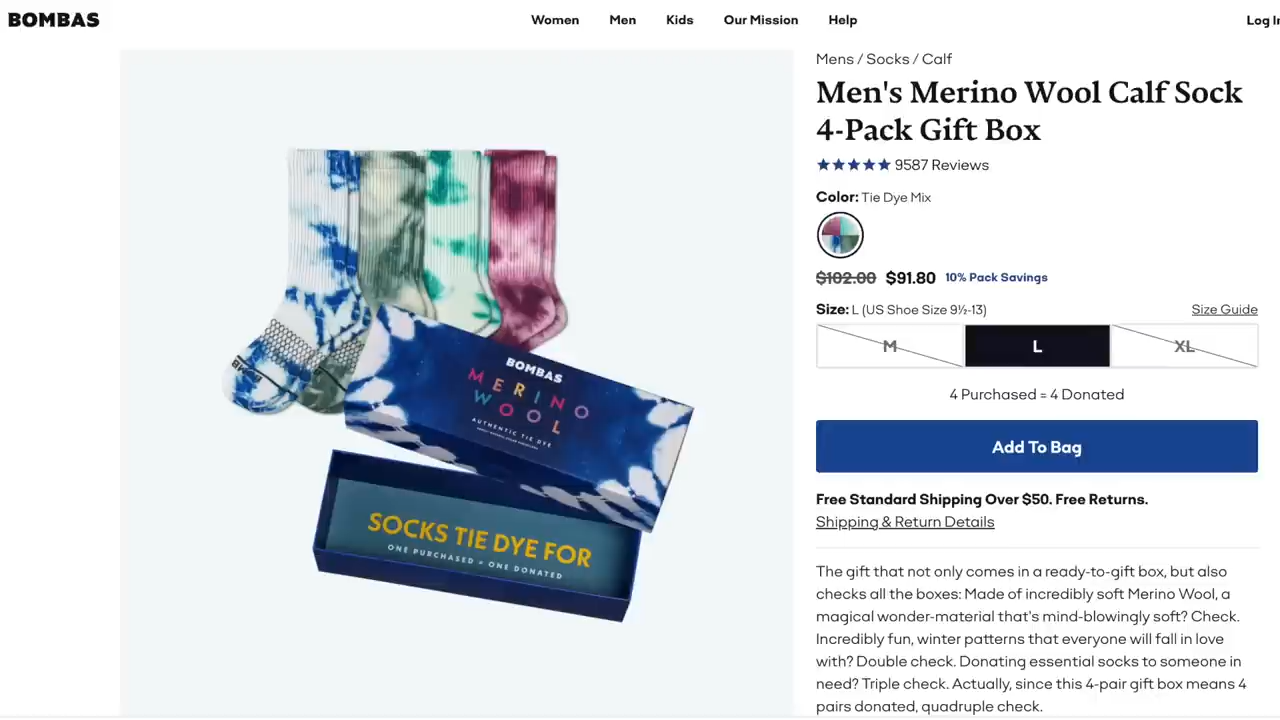 BOMBAS
Women
Men
Kids
Our Mission
Help
Log In
Mens / Socks / Calf
Men's Merino Wool Calf Sock
4-Pack Gift Box
9587 Reviews
Color: Tie Dye Mix
$102.00 $91.80 10% Pack Savings
Size: L (US Shoe Size 9½-13)
Size Guide
M
L
XL
4 Purchased = 4 Donated
Add To Bag
Free Standard Shipping Over $50. Free Returns.
Shipping & Return Details
The gift that not only comes in a ready-to-gift box, but also
checks all the boxes: Made of incredibly soft Merino Wool, a
magical wonder-material that's mind-blowingly soft? Check.
Incredibly fun, winter patterns that everyone will fall in love
with? Double check. Donating essential socks to someone in
need? Triple check. Actually, since this 4-pair gift box means 4
pairs donated, quadruple check.
BOMBAS
MERINO
WOOL
AUTHENTIC TIE DYE
SOCKS TIE DYE FOR
ONE PURCHASED = ONE DONATED